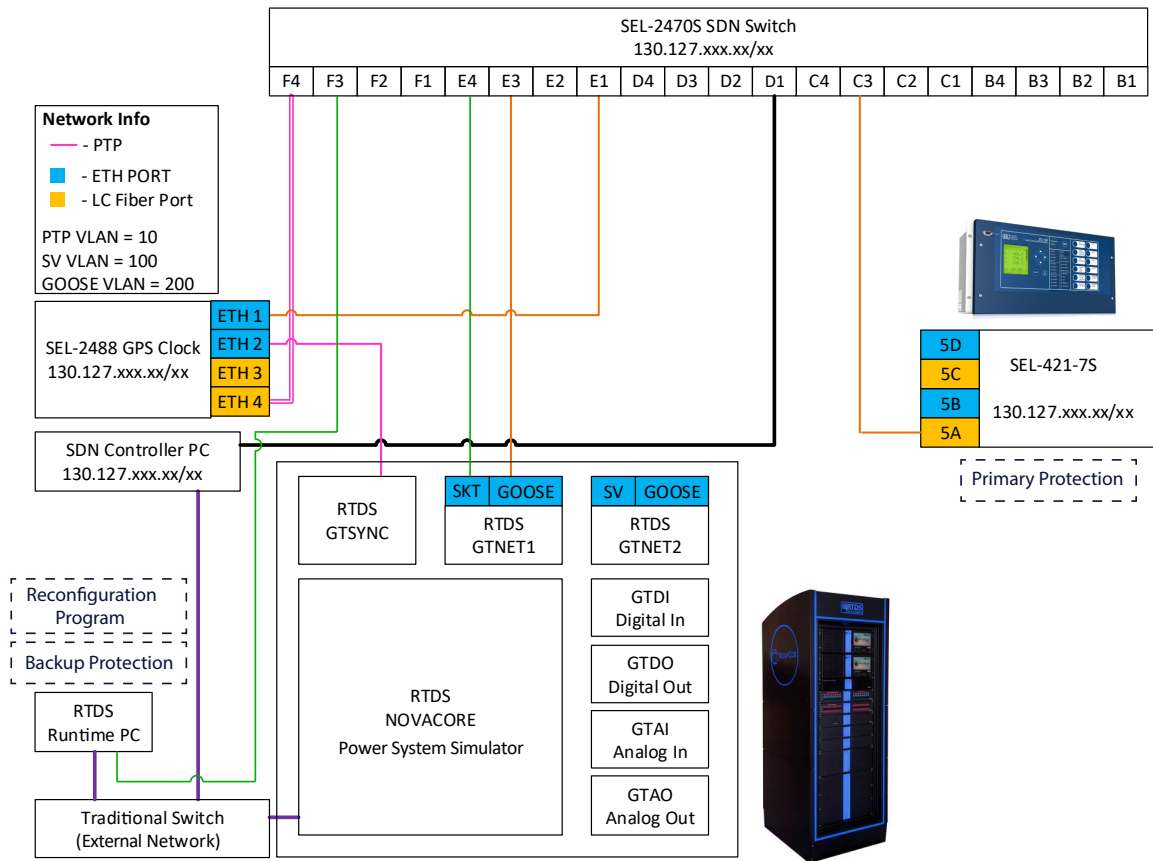 SEL-2470S SDN Switch
130.127.xxx.xx/xx
F4 F3 F2 F1 E4 E3 E2 E1 D4 D3 D2 D1 C4 C3 C2 C1 B4 B3 B2 B1
Network Info
- PTP
- ETH PORT
- LC Fiber Port
PTP VLAN = 10
SV VLAN = 100
GOOSE VLAN = 200
SEL-2488 GPS Clock
130.127.xxx.xx/xx
ETH 1
ETH 2
ETH 3
ETH 4
5D
5C
5B
5A
SEL-421-7S
130.127.xxx.xx/xx
Primary Protection
SDN Controller PC
130.127.xxx.xx/xx
RTDS
GTSYNC
SKT GOOSE
RTDS
GTNET1
SV GOOSE
RTDS
GTNET2
Reconfiguration
Program
Backup Protection
RTDS
Runtime PC
Traditional Switch
(External Network)
RTDS
NOVACORE
Power System Simulator
GTDI
Digital In
GTDO
Digital Out
GTAI
Analog In
GTAO
Analog Out
RTDS
NovaCor